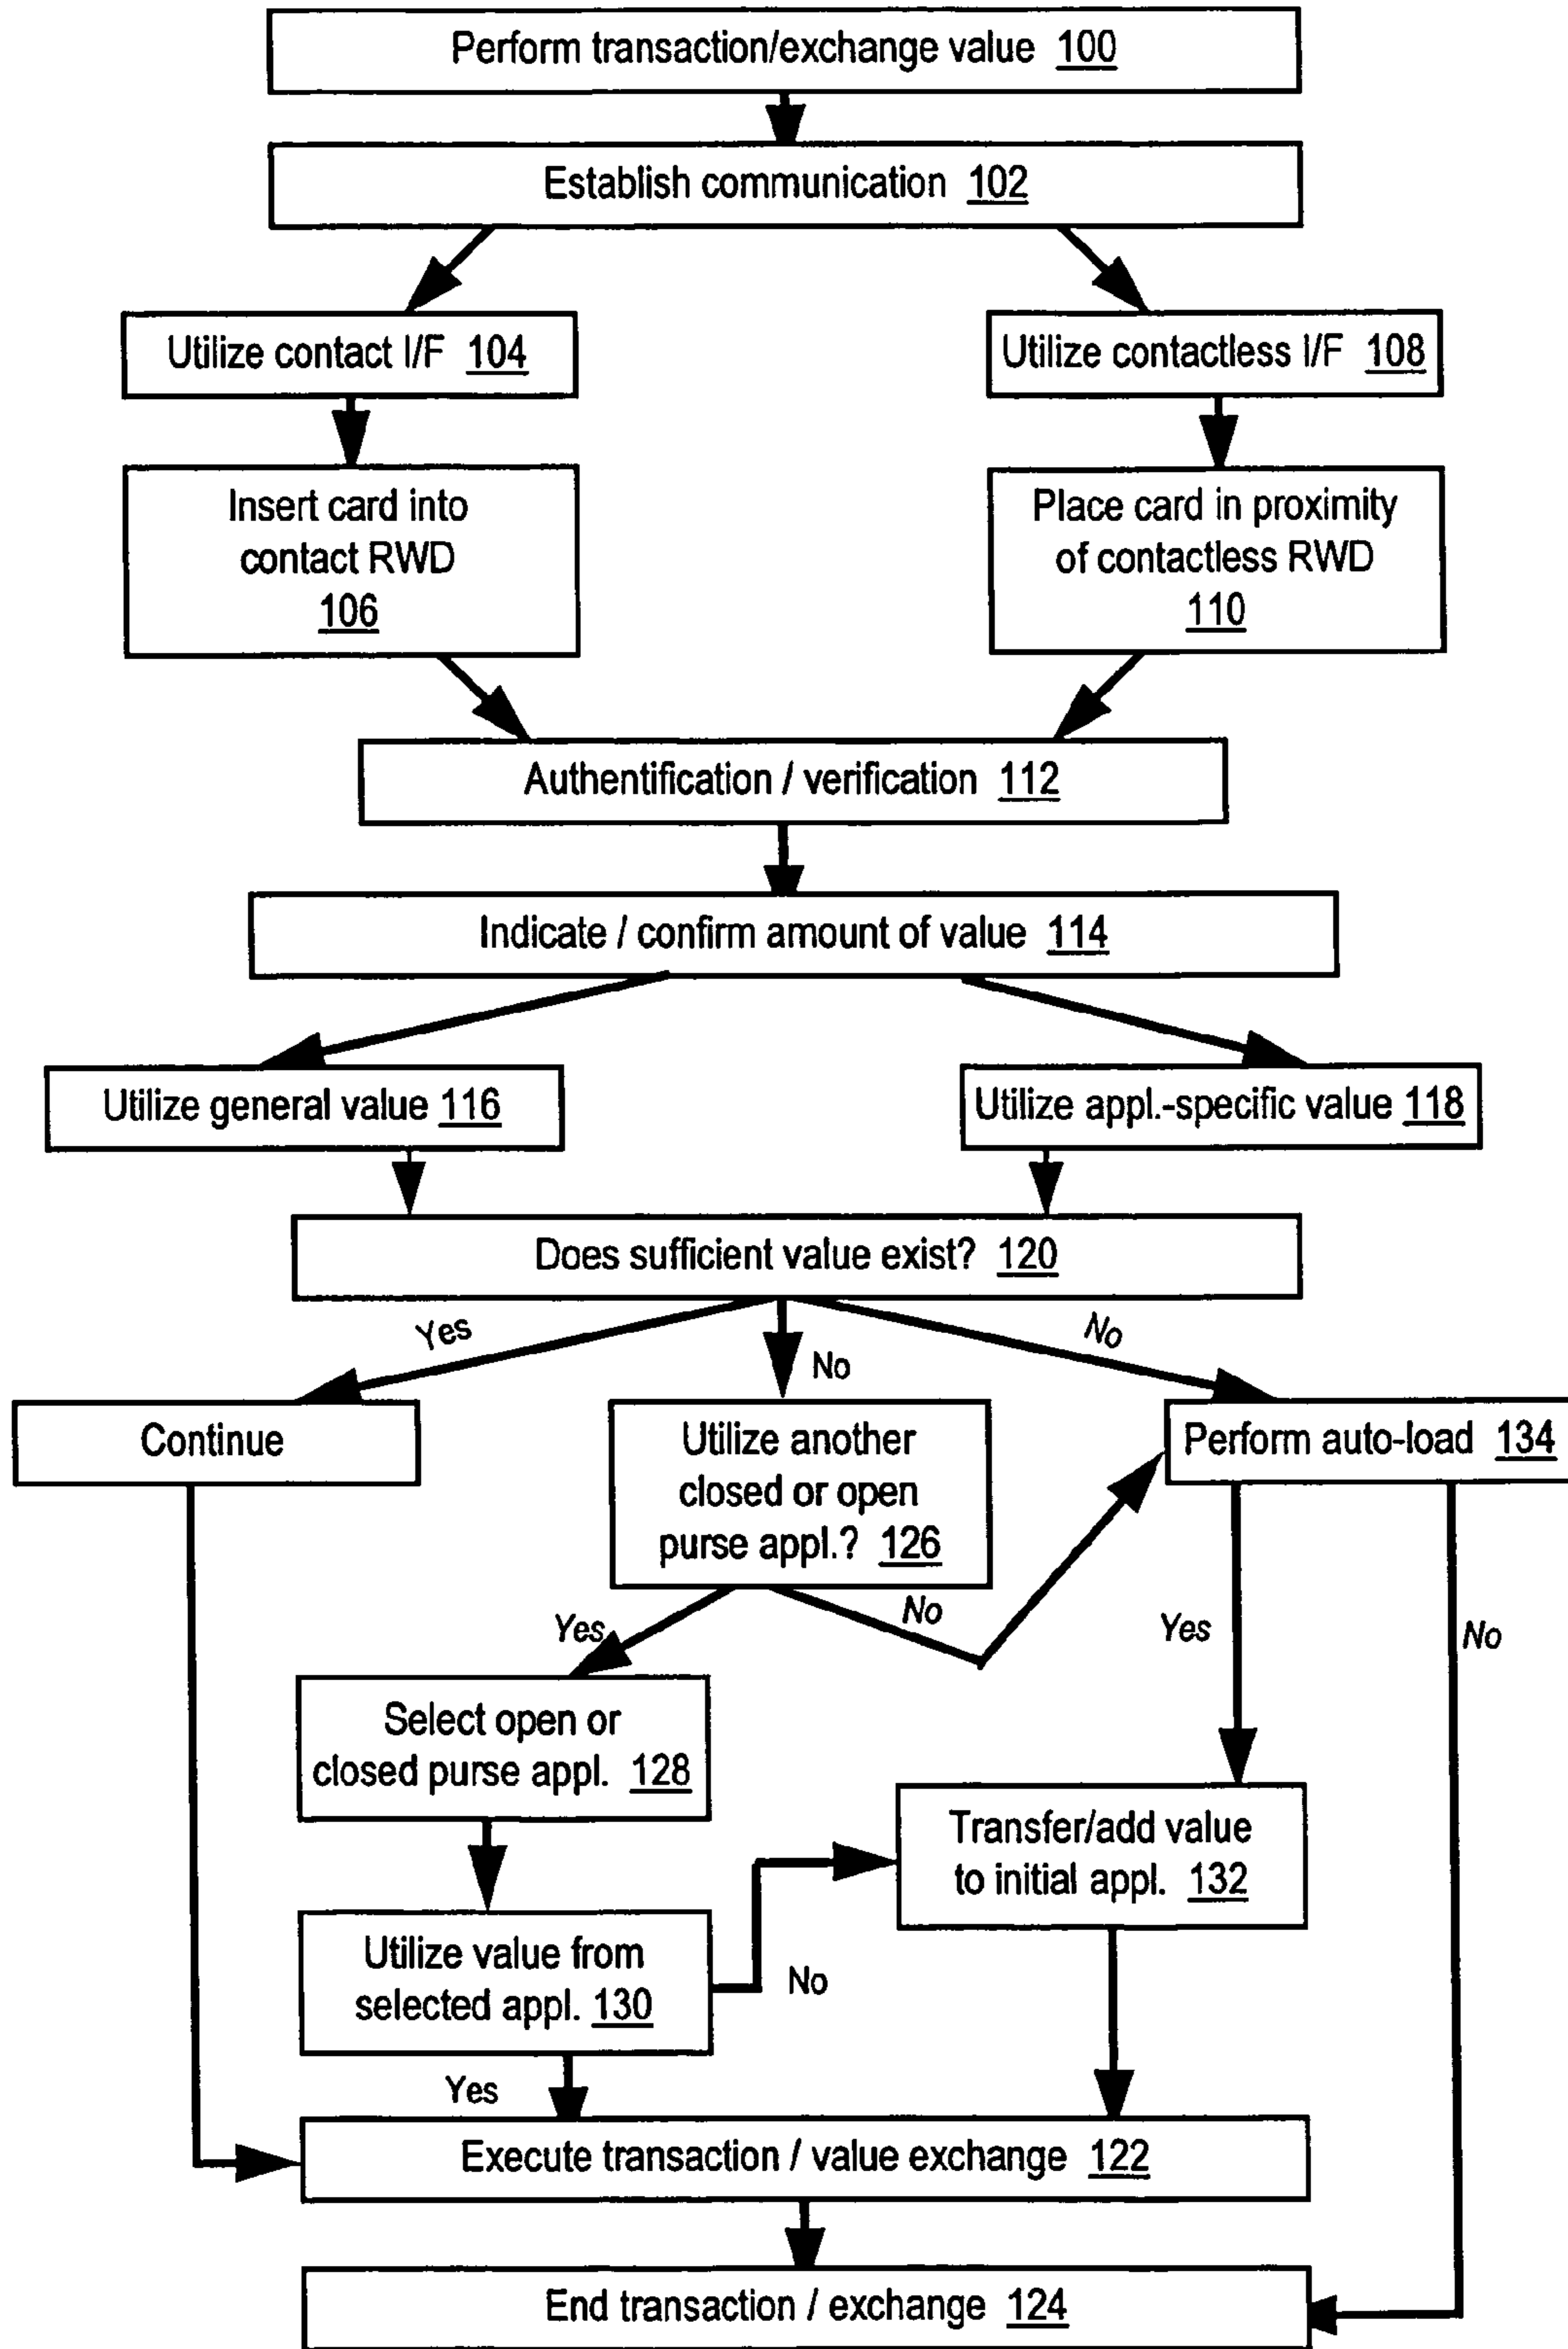 Perform transaction/exchange value 100
Establish communication 102
Utilize contact I/F 104
Utilize contactless I/F 108
Insert card into
contact RWD
106
Place card in proximity
of contactless RWD
110
Authentification / verification 112
Indicate / confirm amount of value 114
Utilize general value 116
Utilize appl.-specific value 118
Does sufficient value exist? 120
Yes
No
No
Continue
Utilize another
closed or open
purse appl.? 126
Perform auto-load 134
Yes
No
Yes
No
Select open or
closed purse appl. 128
Transfer/add value
to initial appl. 132
Utilize value from
selected appl. 130
No
Yes
Execute transaction / value exchange 122
End transaction / exchange 124